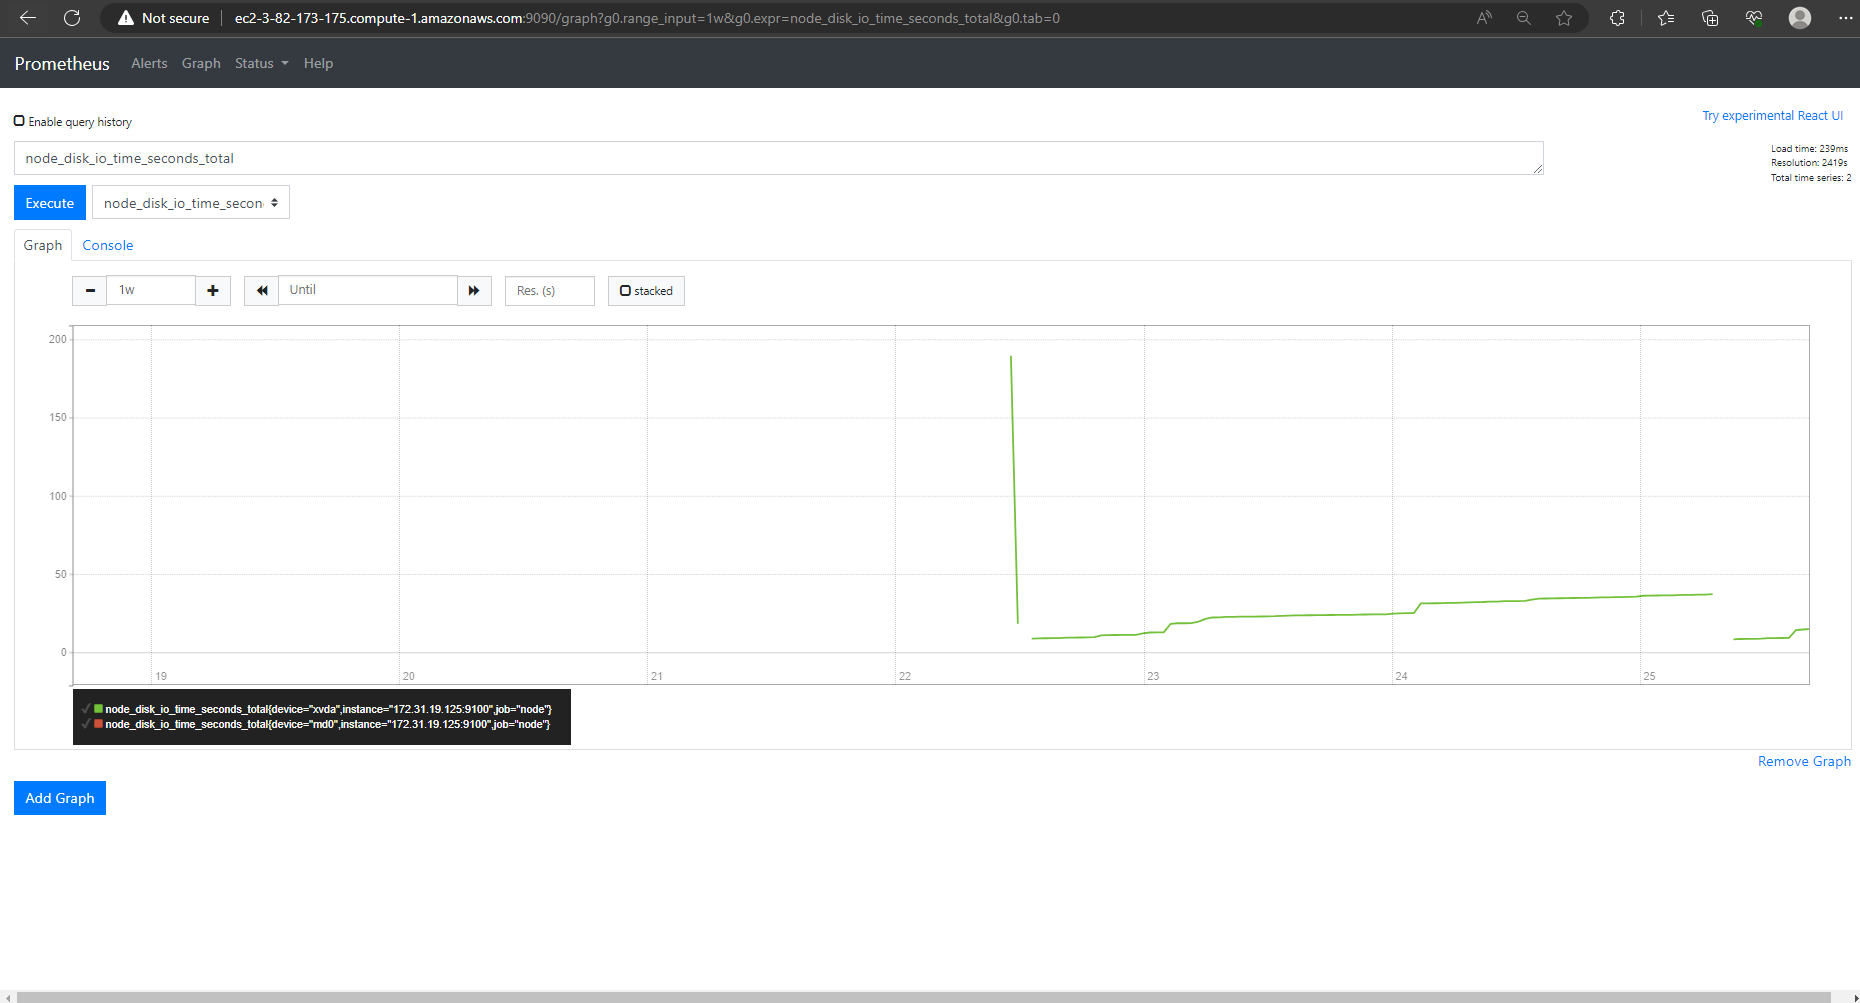 Not secure ec2-3-82-173-175.compute-1.amazonaws.com:9090/graph?g0.range_input=1w&g0.expr=node_disk_io_time_seconds_total&g0.tab=0
Prometheus Alerts Graph Status Help
Enable query history
Try experimental React UI
node_disk_io_time_seconds_total
Load time: 239ms
Resolution: 2419s
Total time series: 2
Execute node_disk_io_time_secon
Graph Console
1w Until Res. (s) stacked
200
150
100
50
0
19 20 21 22 23 24 25
node_disk_io_time_seconds_total{device="xvda",instance="172.31.19.125:9100",job="node"}
node_disk_io_time_seconds_total{device="md0",instance="172.31.19.125:9100",job="node"}
Remove Graph
Add Graph